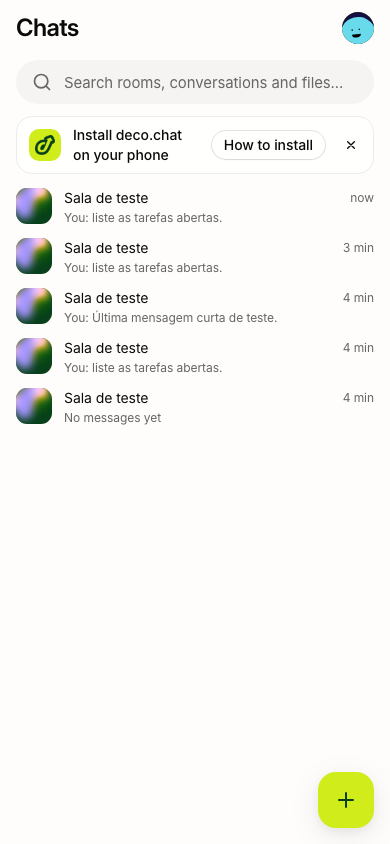 Chats
Search rooms, conversations and files...
Install deco.chat
on your phone
How to install
Sala de teste
now
You: liste as tarefas abertas.
Sala de teste
3 min
You: liste as tarefas abertas.
Sala de teste
4 min
You: Última mensagem curta de teste.
Sala de teste
4 min
You: liste as tarefas abertas.
Sala de teste
4 min
No messages yet